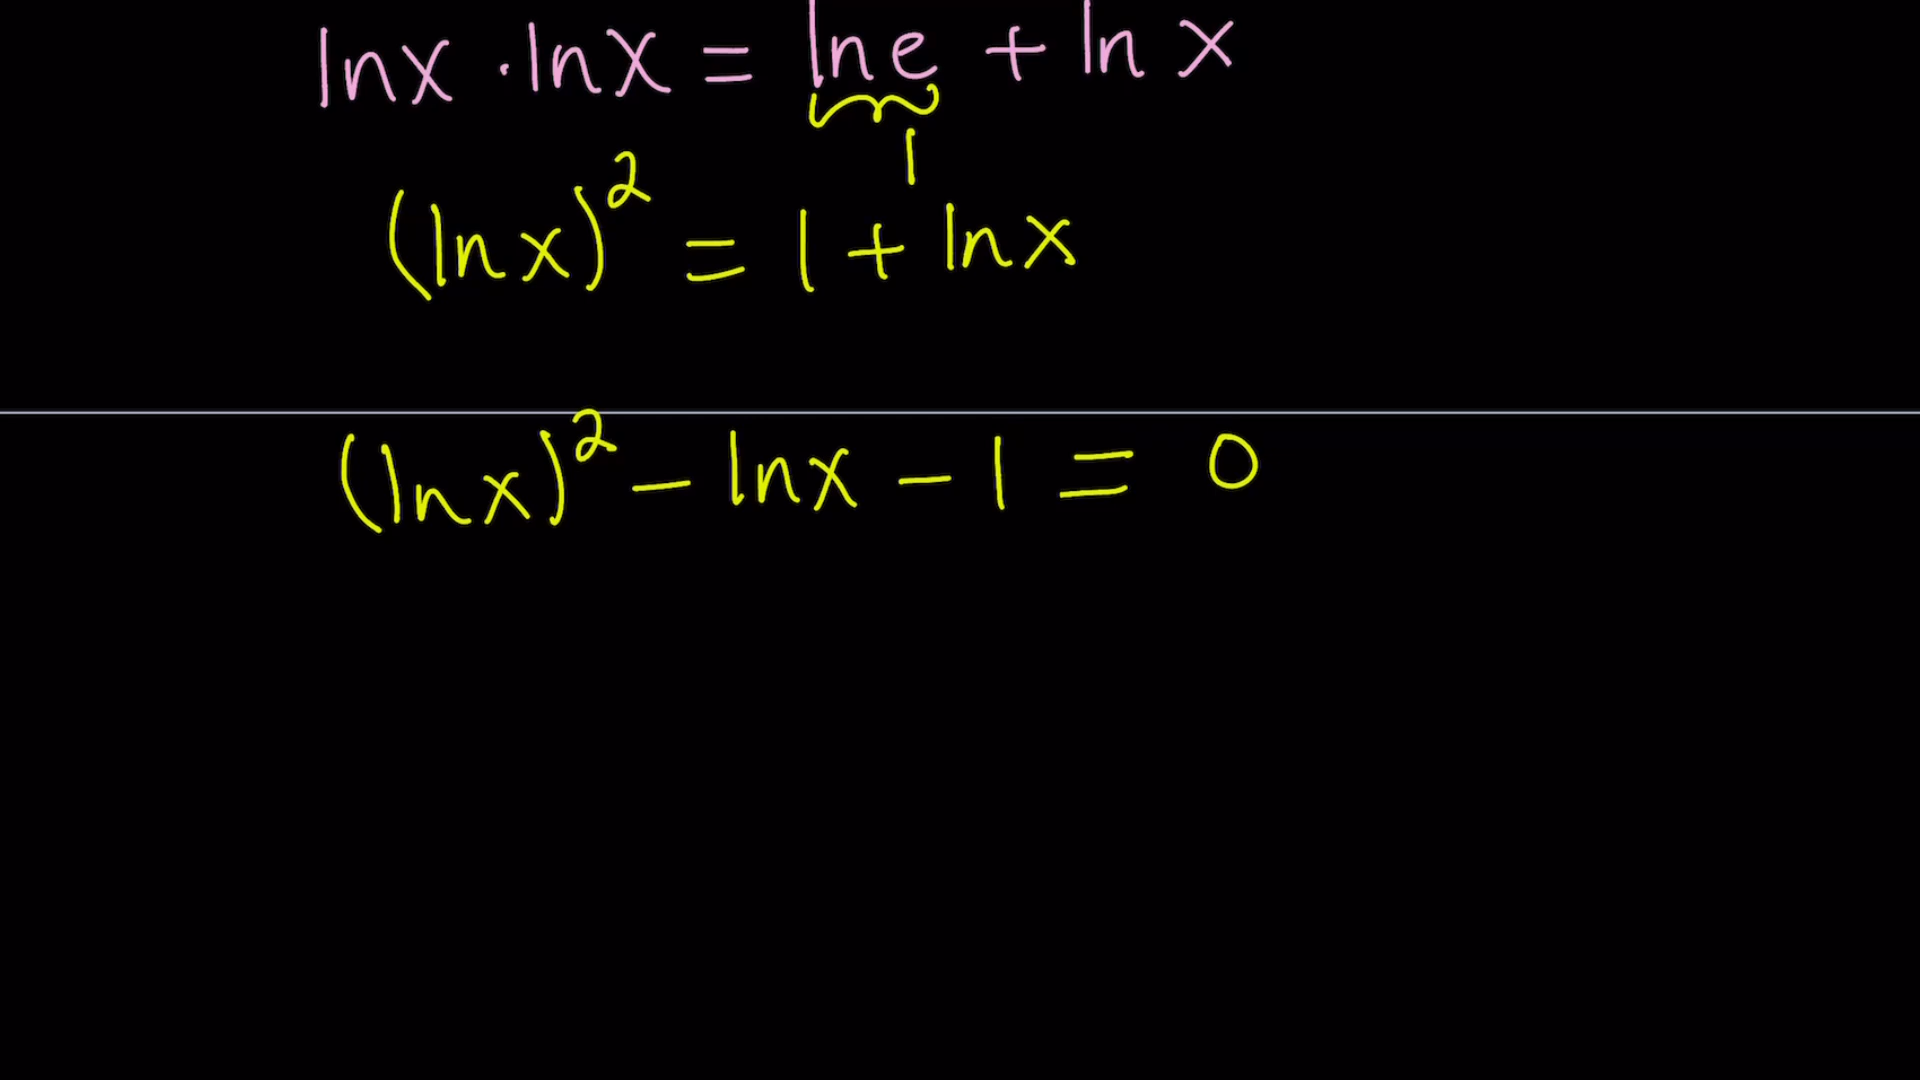 lnx · lnx = lne + ln x
1
(lnx)² = 1 + lnx
(lnx)² - lnx - 1 = 0